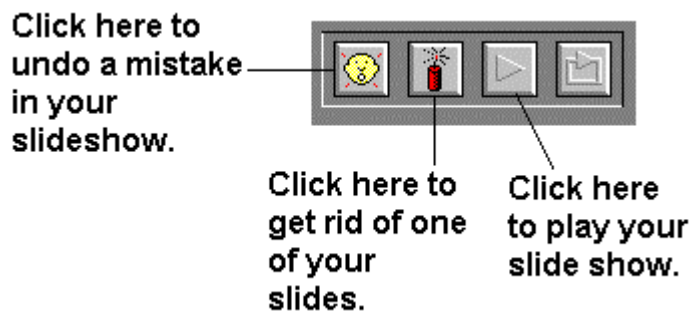 Click here to
undo a mistake
in your
slideshow.
Click here to
get rid of one
of your
slides.
Click here
to play your
slide show.